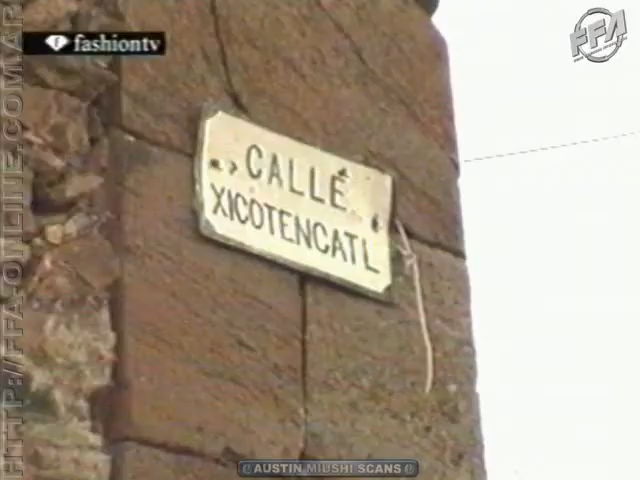 fashiontv
FFA
CALLE
XICOTENCATL
HTTP://FFA-ONLINE.COM.AR
AUSTIN MIUSHI SCANS